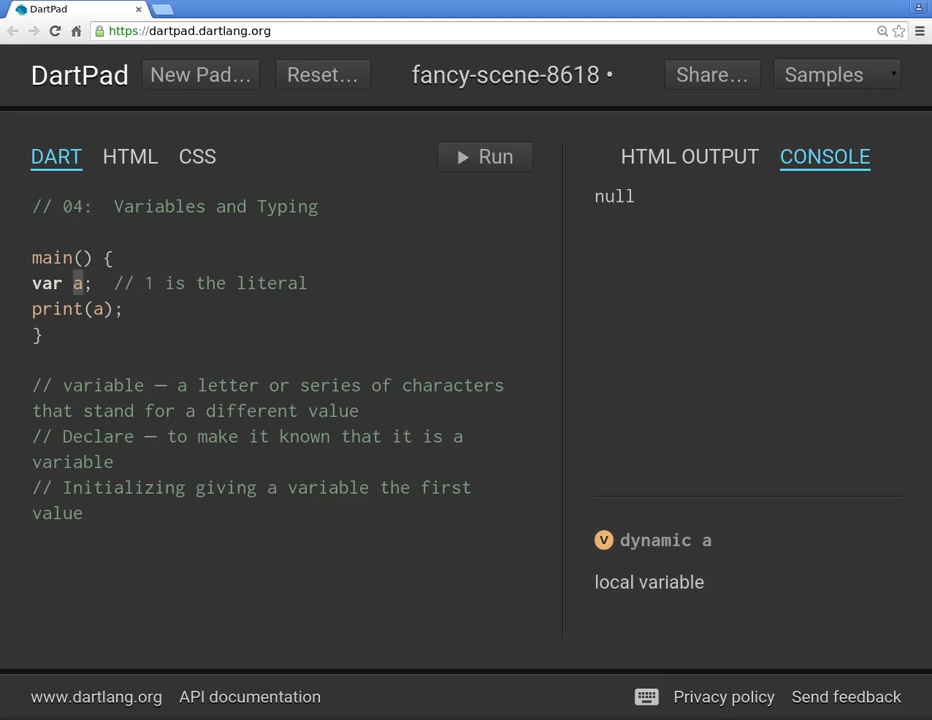 DartPad
https://dartpad.dartlang.org
DartPad
New Pad...
Reset...
fancy-scene-8618 •
Share...
Samples
DART
HTML
CSS
Run
// 04:  Variables and Typing
main() {
var a;  // 1 is the literal
print(a);
}
// variable — a letter or series of characters
that stand for a different value
// Declare — to make it known that it is a
variable
// Initializing giving a variable the first
value
HTML OUTPUT
CONSOLE
null
V dynamic a
local variable
www.dartlang.org
API documentation
Privacy policy
Send feedback